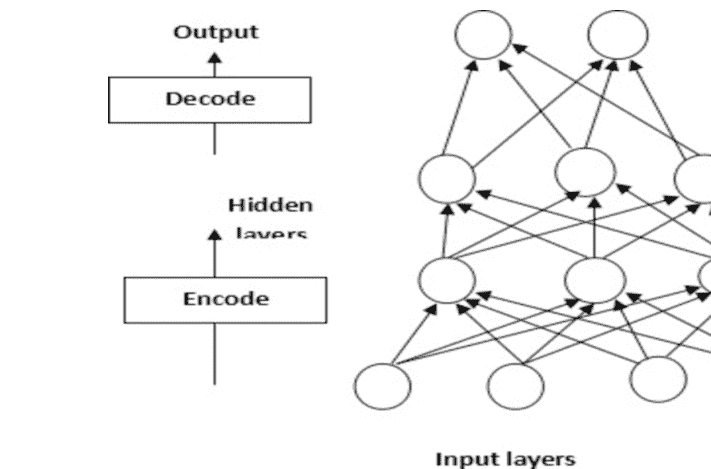 Output
Decode
Hidden
layers
Encode
Input layers